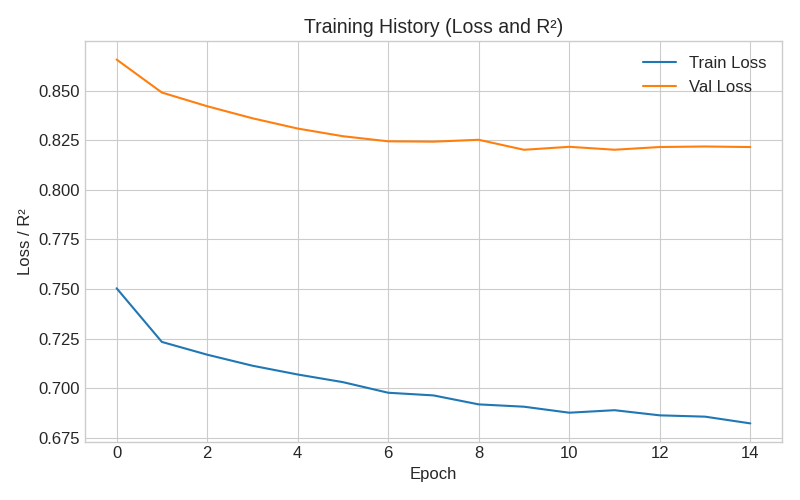 Training History (Loss and R²)
Train Loss
Val Loss
Loss / R²
0.850
0.825
0.800
0.775
0.750
0.725
0.700
0.675
0 2 4 6 8 10 12 14
Epoch